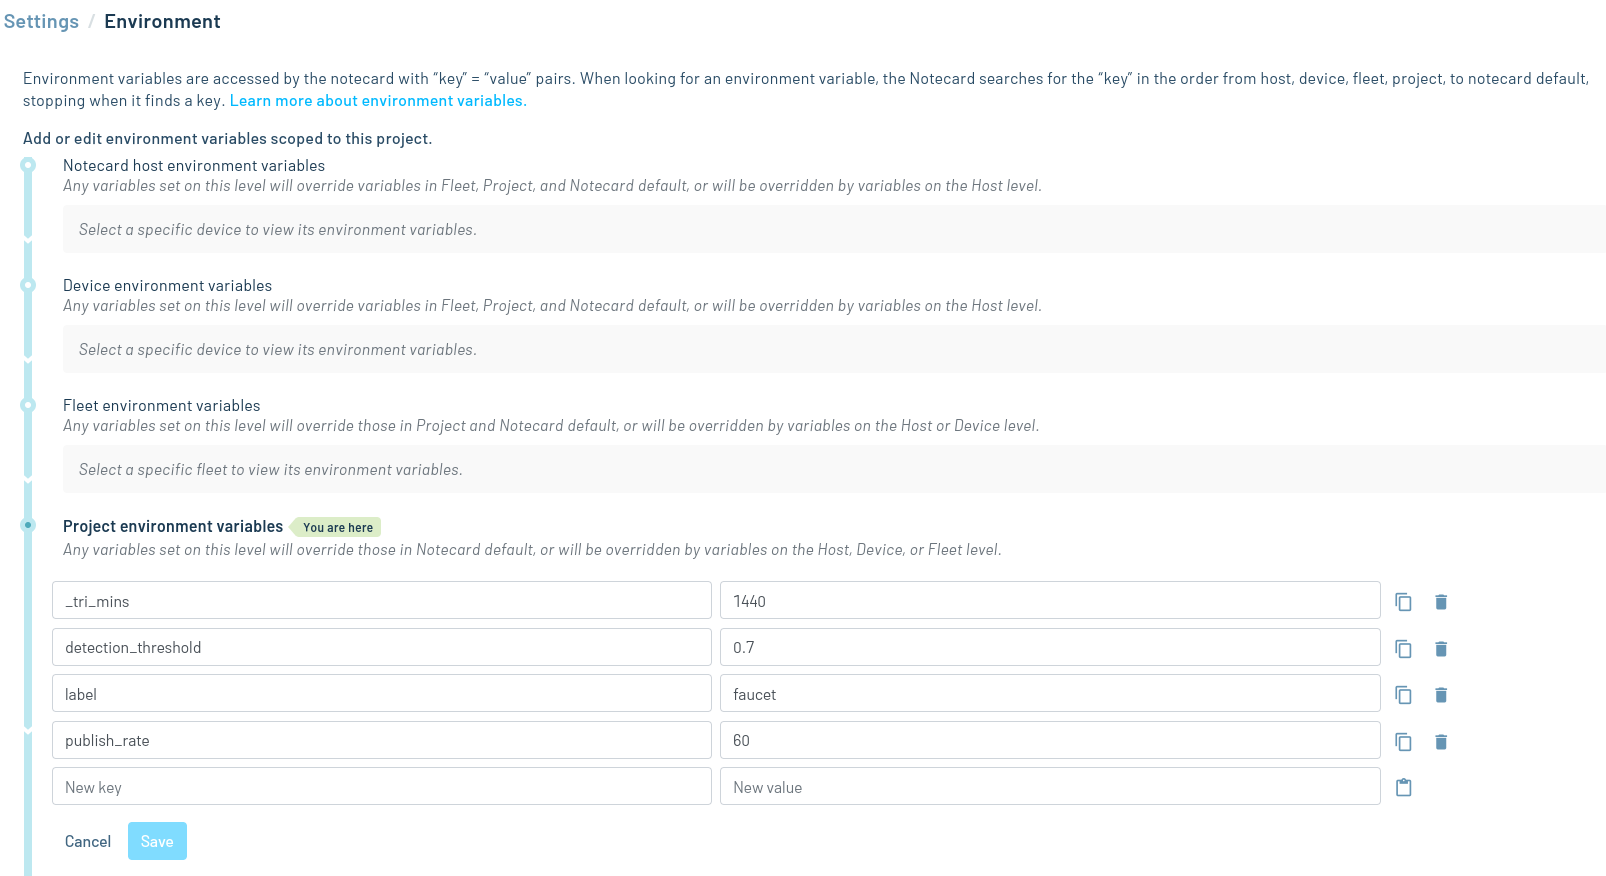 Settings / Environment
Environment variables are accessed by the notecard with “key” = “value” pairs. When looking for an environment variable, the Notecard searches for the “key” in the order from host, device, fleet, project, to notecard default,
stopping when it finds a key. Learn more about environment variables.
Add or edit environment variables scoped to this project.
Notecard host environment variables
Any variables set on this level will override variables in Fleet, Project, and Notecard default, or will be overridden by variables on the Host level.
Select a specific device to view its environment variables.
Device environment variables
Any variables set on this level will override variables in Fleet, Project, and Notecard default, or will be overridden by variables on the Host level.
Select a specific device to view its environment variables.
Fleet environment variables
Any variables set on this level will override those in Project and Notecard default, or will be overridden by variables on the Host or Device level.
Select a specific fleet to view its environment variables.
Project environment variables You are here
Any variables set on this level will override those in Notecard default, or will be overridden by variables on the Host, Device, or Fleet level.
_tri_mins 1440
detection_threshold 0.7
label faucet
publish_rate 60
New key New value
Cancel Save